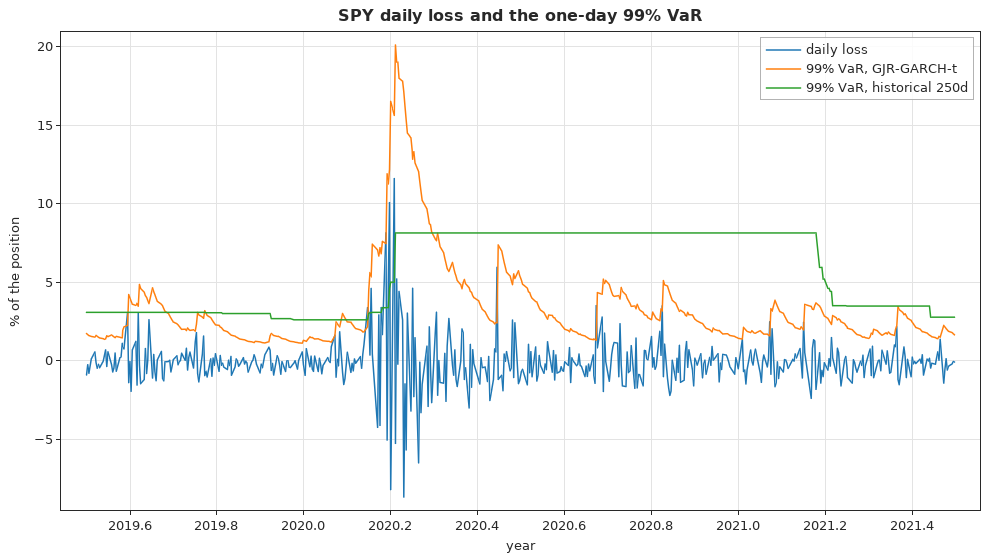 SPY daily loss and the one-day 99% VaR
daily loss
99% VaR, GJR-GARCH-t
99% VaR, historical 250d
% of the position
20
15
10
5
0
−5
2019.6 2019.8 2020.0 2020.2 2020.4 2020.6 2020.8 2021.0 2021.2 2021.4
year